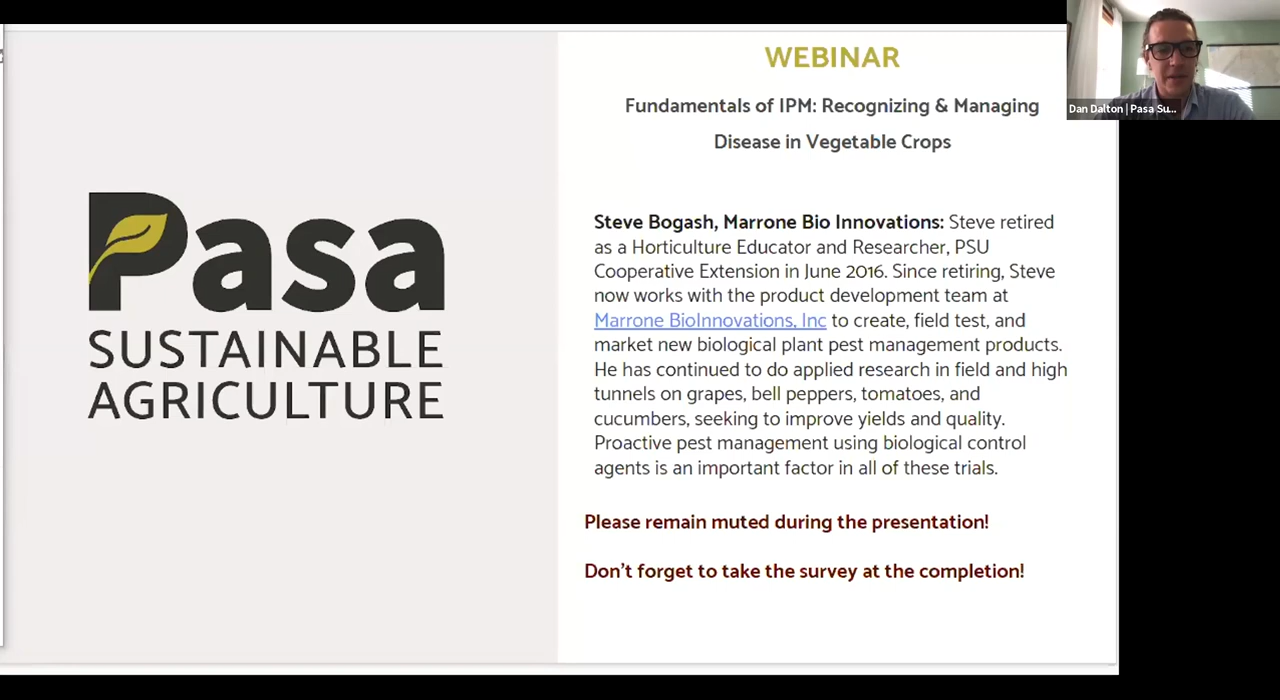 WEBINAR
Fundamentals of IPM: Recognizing & Managing
Disease in Vegetable Crops
Dan Dalton | Pasa Su...
Pasa
SUSTAINABLE
AGRICULTURE
Steve Bogash, Marrone Bio Innovations: Steve retired
as a Horticulture Educator and Researcher, PSU
Cooperative Extension in June 2016. Since retiring, Steve
now works with the product development team at
Marrone BioInnovations, Inc to create, field test, and
market new biological plant pest management products.
He has continued to do applied research in field and high
tunnels on grapes, bell peppers, tomatoes, and
cucumbers, seeking to improve yields and quality.
Proactive pest management using biological control
agents is an important factor in all of these trials.
Please remain muted during the presentation!
Don't forget to take the survey at the completion!